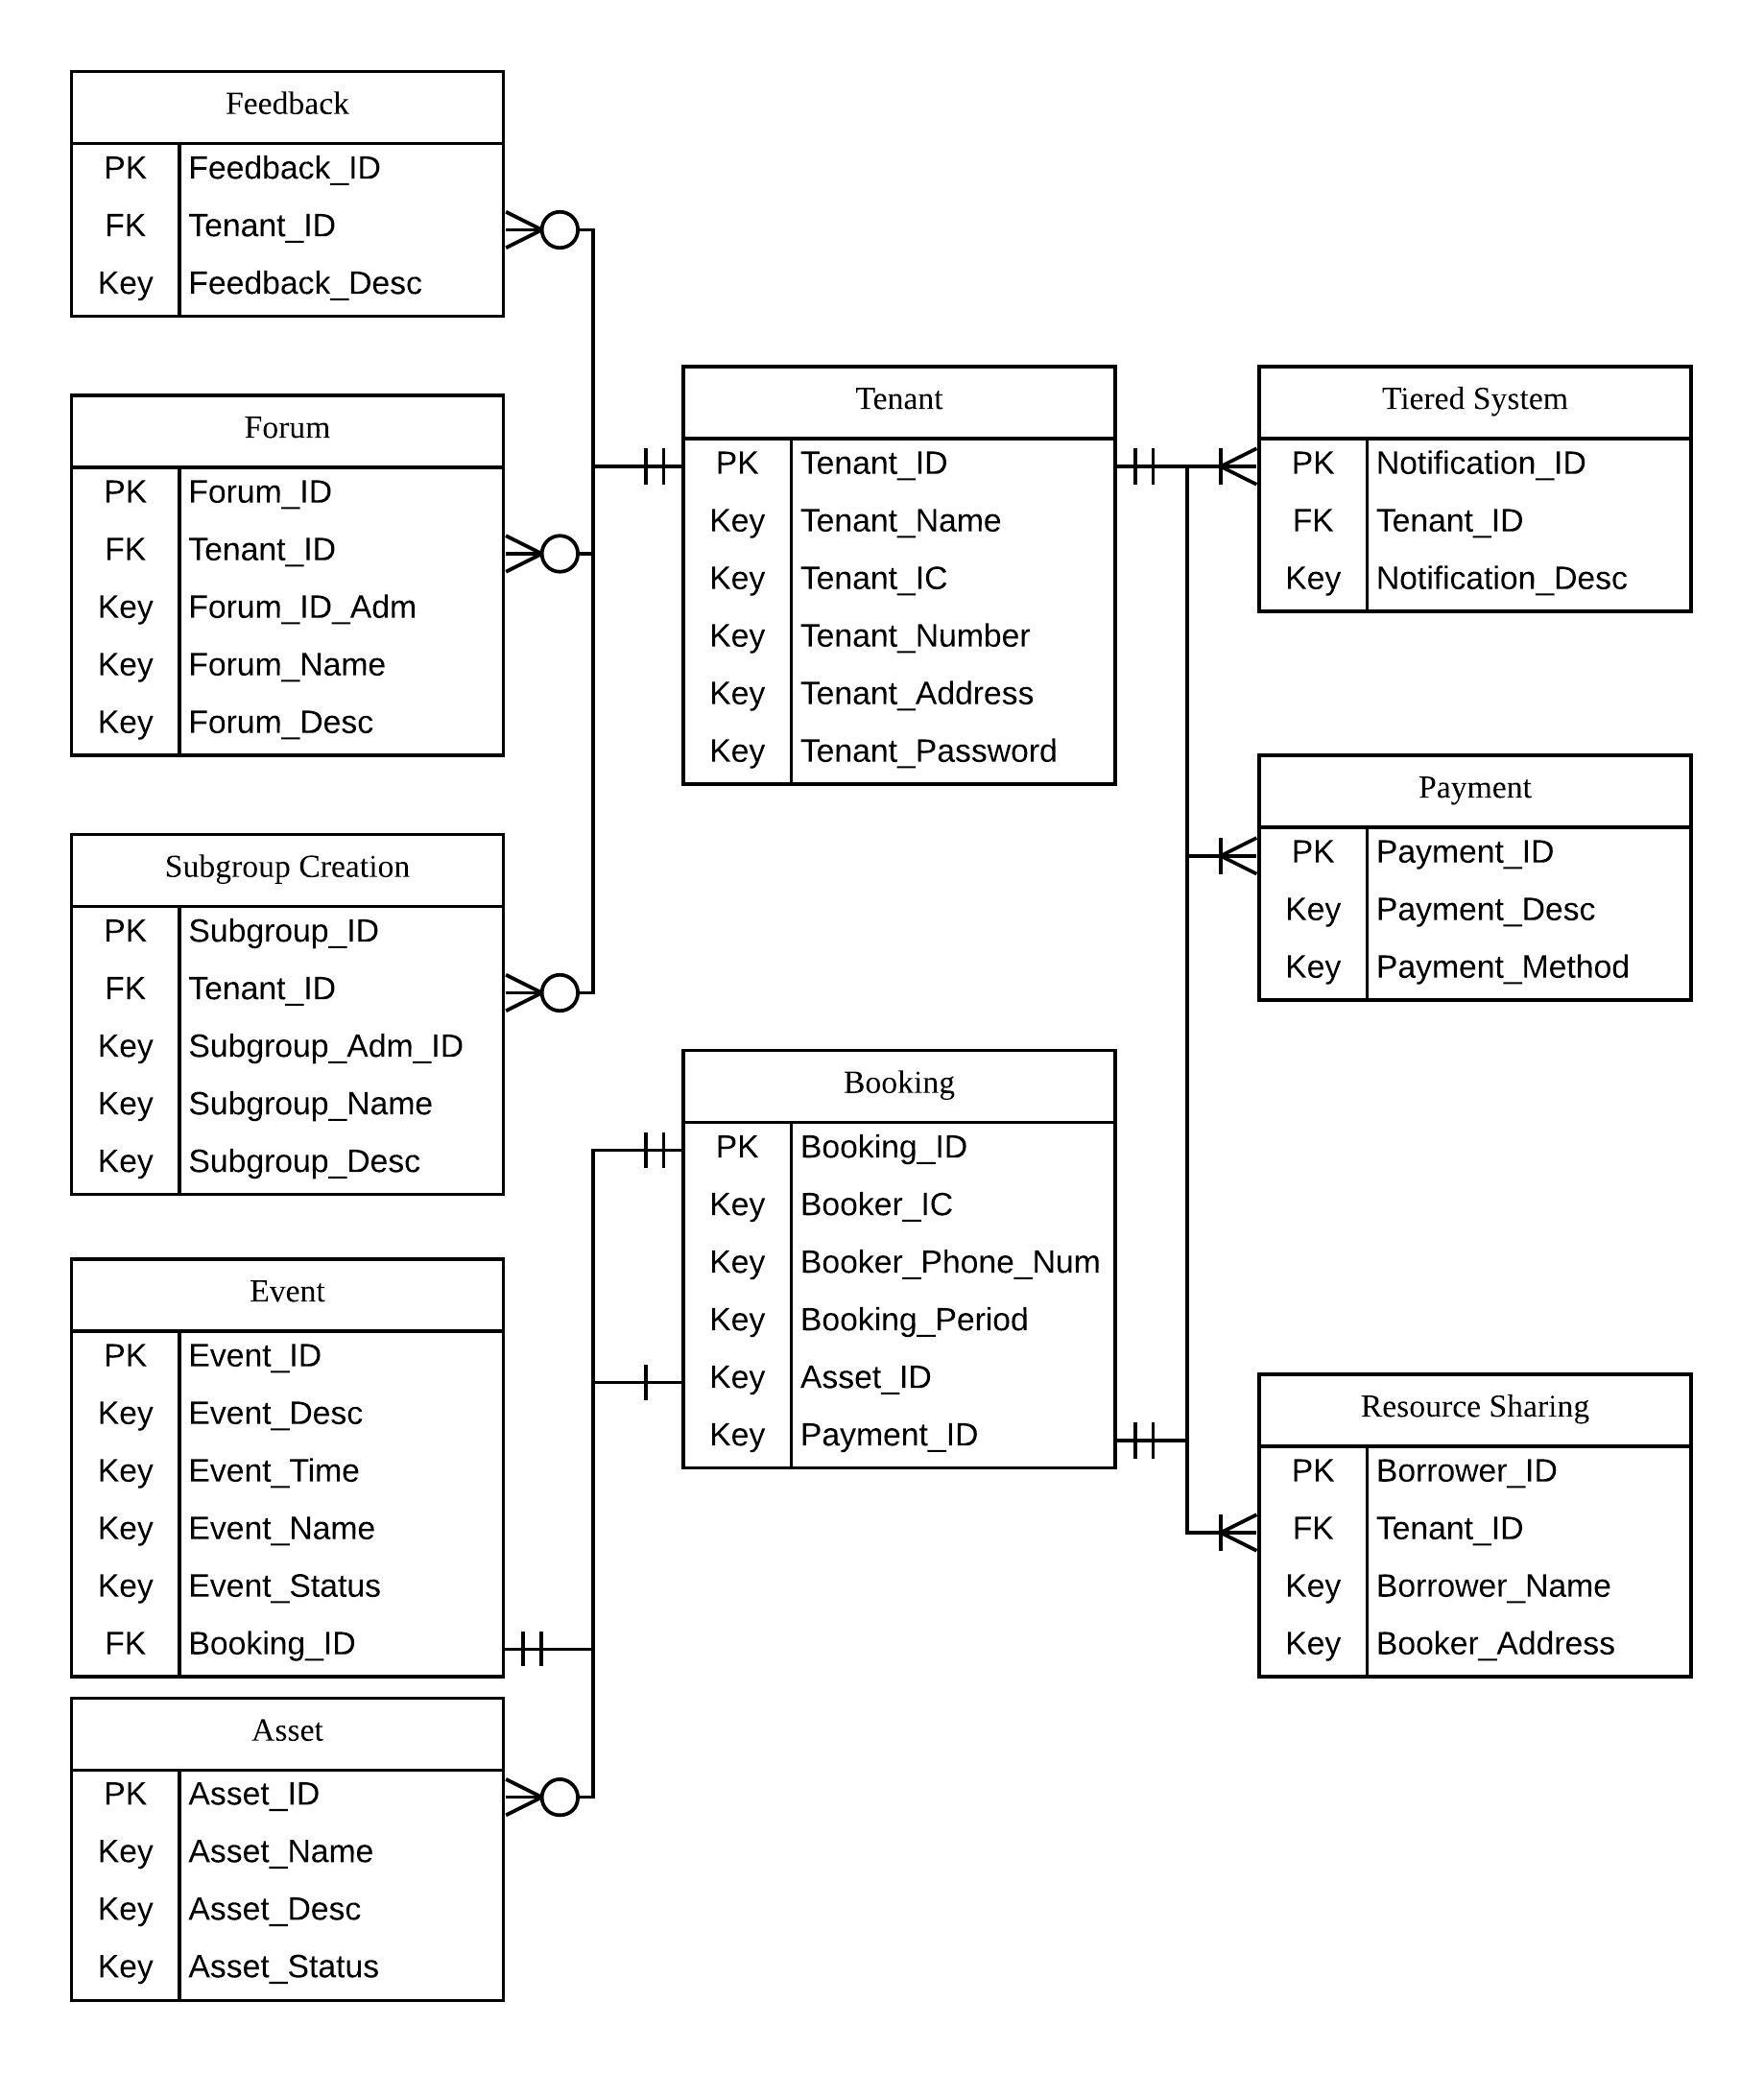 Feedback
PK Feedback_ID
FK Tenant_ID
Key Feedback_Desc
Forum
PK Forum_ID
FK Tenant_ID
Key Forum_ID_Adm
Key Forum_Name
Key Forum_Desc
Subgroup Creation
PK Subgroup_ID
FK Tenant_ID
Key Subgroup_Adm_ID
Key Subgroup_Name
Key Subgroup_Desc
Event
PK Event_ID
Key Event_Desc
Key Event_Time
Key Event_Name
Key Event_Status
FK Booking_ID
Asset
PK Asset_ID
Key Asset_Name
Key Asset_Desc
Key Asset_Status
Tenant
PK Tenant_ID
Key Tenant_Name
Key Tenant_IC
Key Tenant_Number
Key Tenant_Address
Key Tenant_Password
Booking
PK Booking_ID
Key Booker_IC
Key Booker_Phone_Num
Key Booking_Period
Key Asset_ID
Key Payment_ID
Tiered System
PK Notification_ID
FK Tenant_ID
Key Notification_Desc
Payment
PK Payment_ID
Key Payment_Desc
Key Payment_Method
Resource Sharing
PK Borrower_ID
FK Tenant_ID
Key Borrower_Name
Key Booker_Address